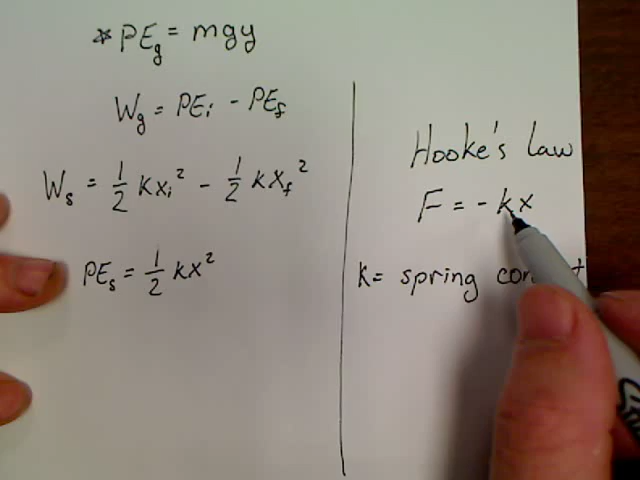 *PEg = mgy
Wg = PEi - PEf
Ws = 1/2 kxi² - 1/2 kxf²
PEs = 1/2 kx²
Hooke's Law
F = -kx
k = spring